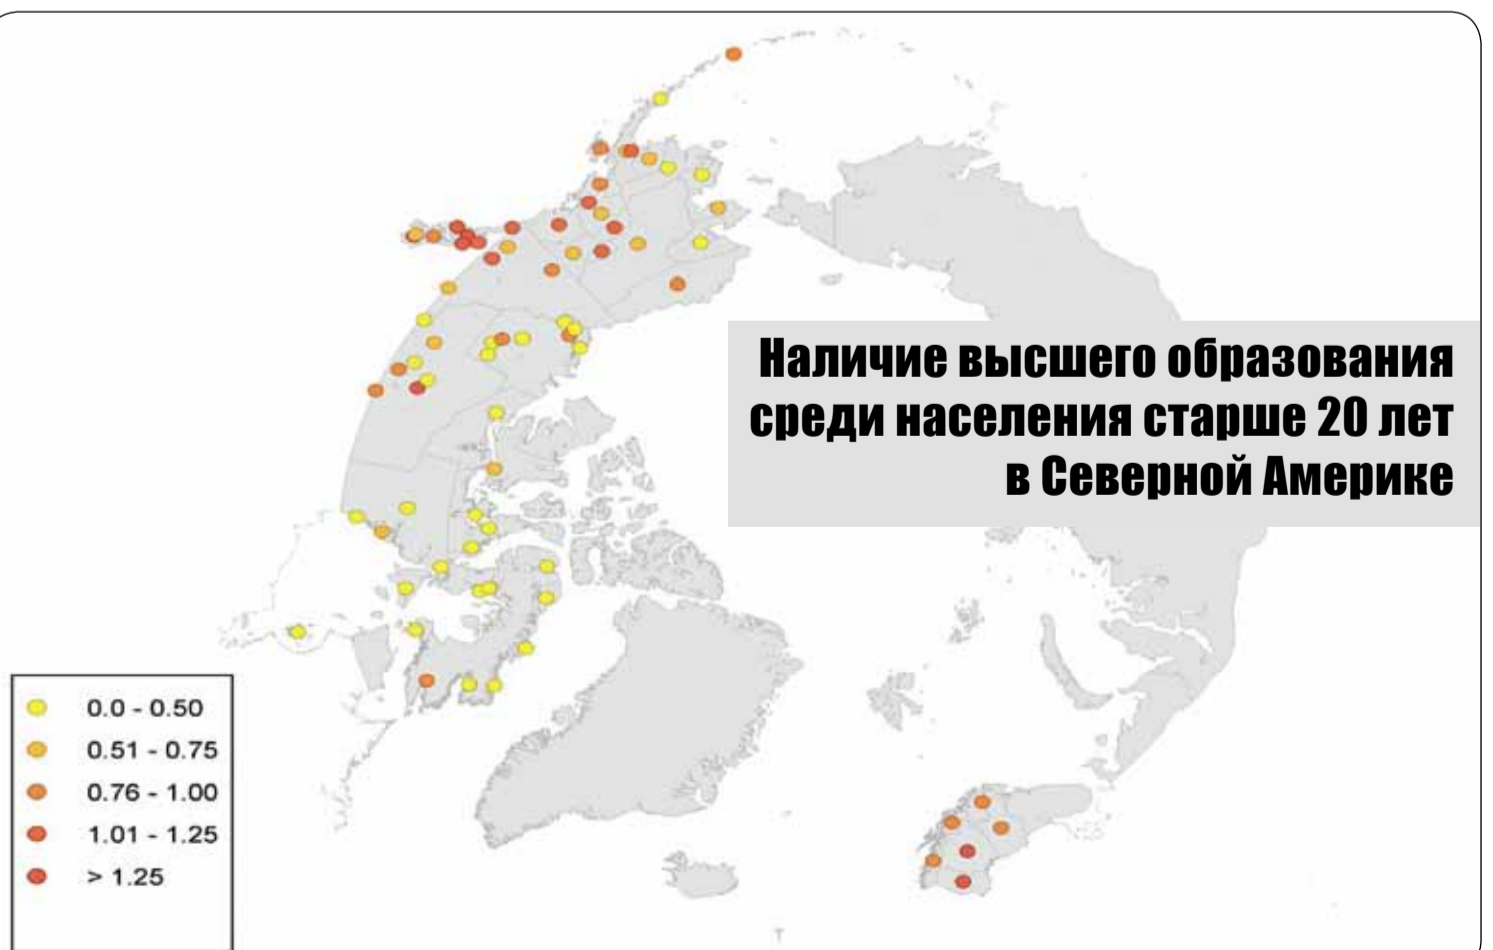 Наличие высшего образования
среди населения старше 20 лет
в Северной Америке
0.0 - 0.50
0.51 - 0.75
0.76 - 1.00
1.01 - 1.25
> 1.25